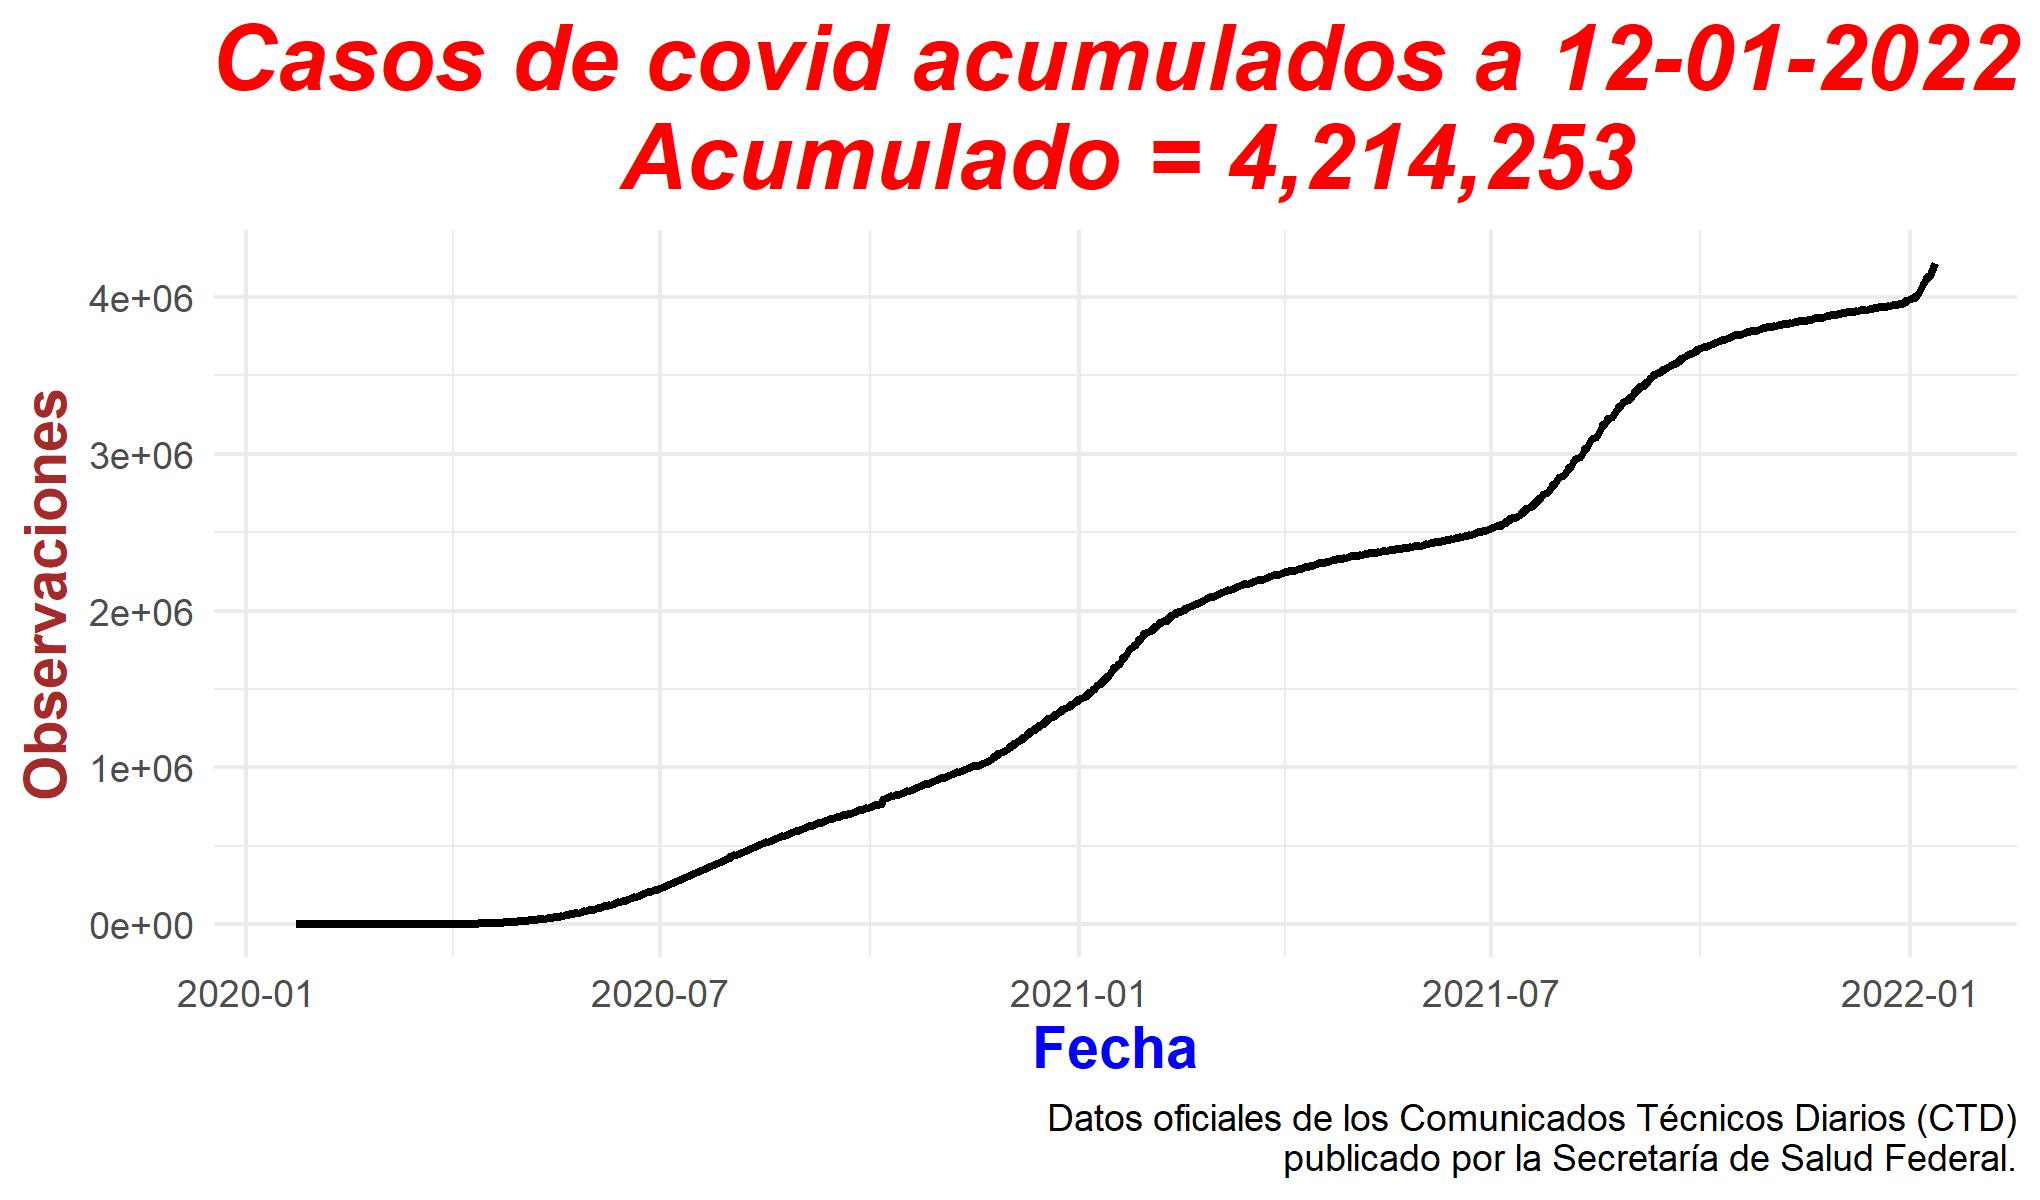 Casos de covid acumulados a 12-01-2022
Acumulado = 4,214,253
Observaciones
4e+06
3e+06
2e+06
1e+06
0e+00
2020-01
2020-07
2021-01
2021-07
2022-01
Fecha
Datos oficiales de los Comunicados Técnicos Diarios (CTD)
publicado por la Secretaría de Salud Federal.